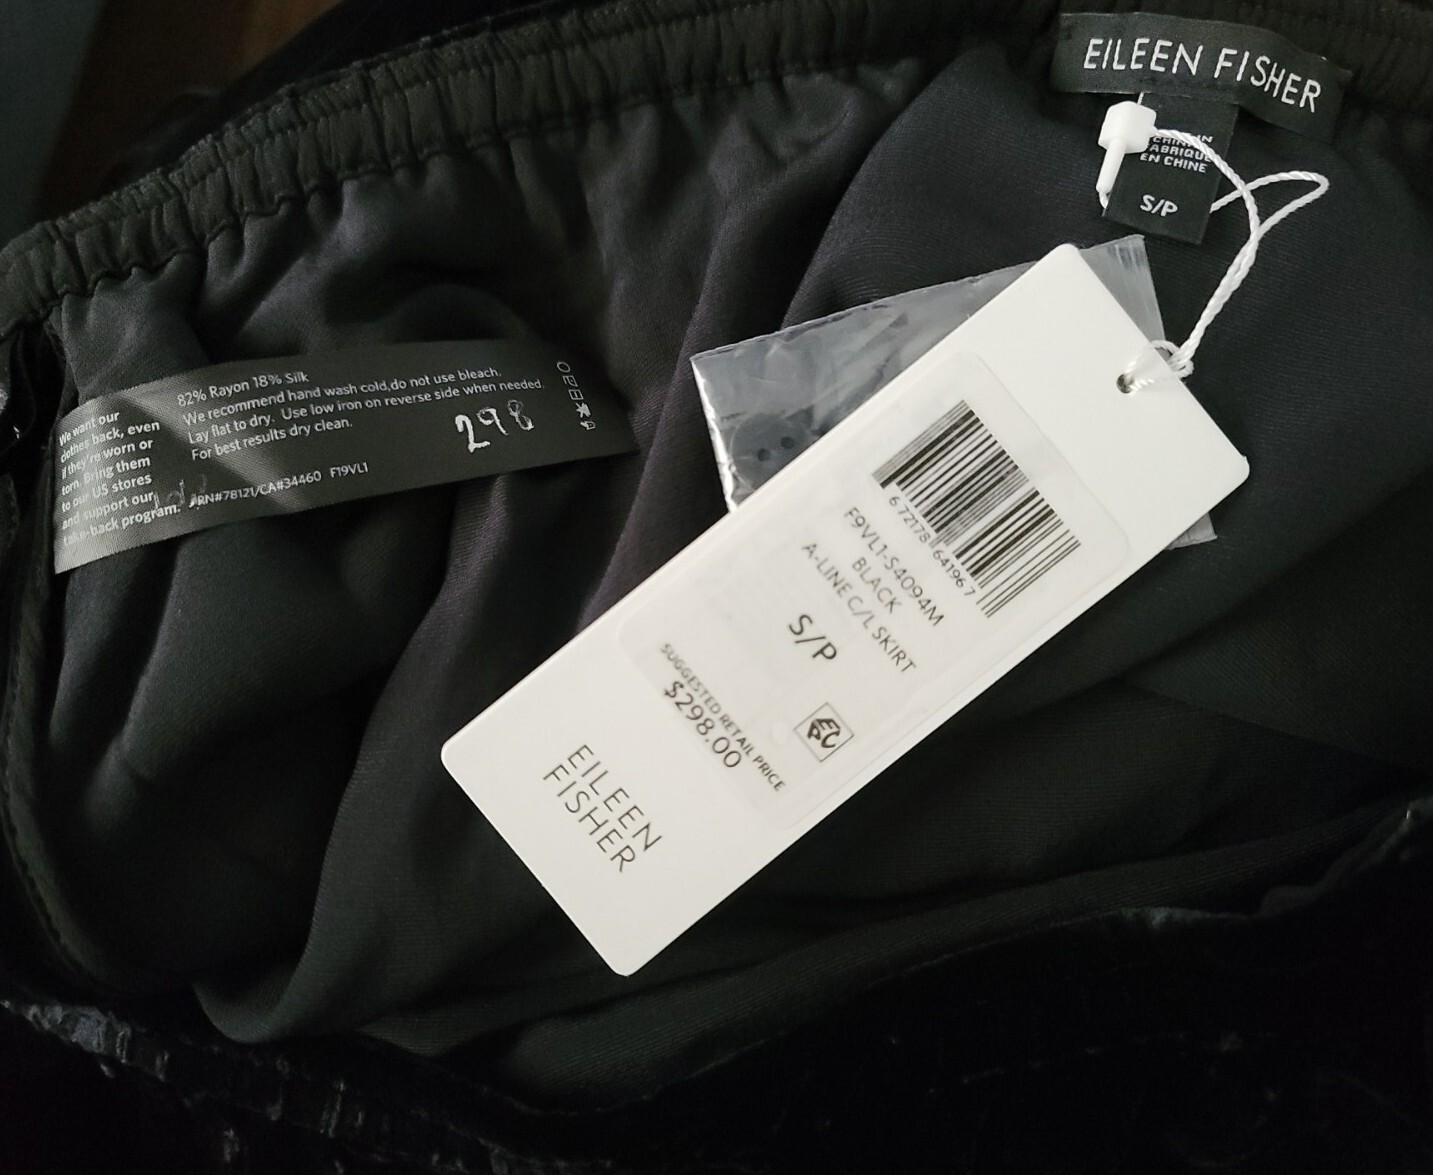 EILEEN FISHER
FABRIQUÉ
EN CHINE
S/P
We want our
clothes back, even
if they're worn or
torn. Bring them
to our US stores
and support our
take-back program.
82% Rayon 18% Silk
We recommend hand wash cold,do not use bleach.
Lay flat to dry. Use low iron on reverse side when needed.
For best results dry clean.
298
RN#78121/CA#34460 F19VL1
6 72178 64196 7
F9VL1-S4094M
BLACK
A-LINE C/L SKIRT
S/P
SUGGESTED RETAIL PRICE
$298.00
EILEEN
FISHER